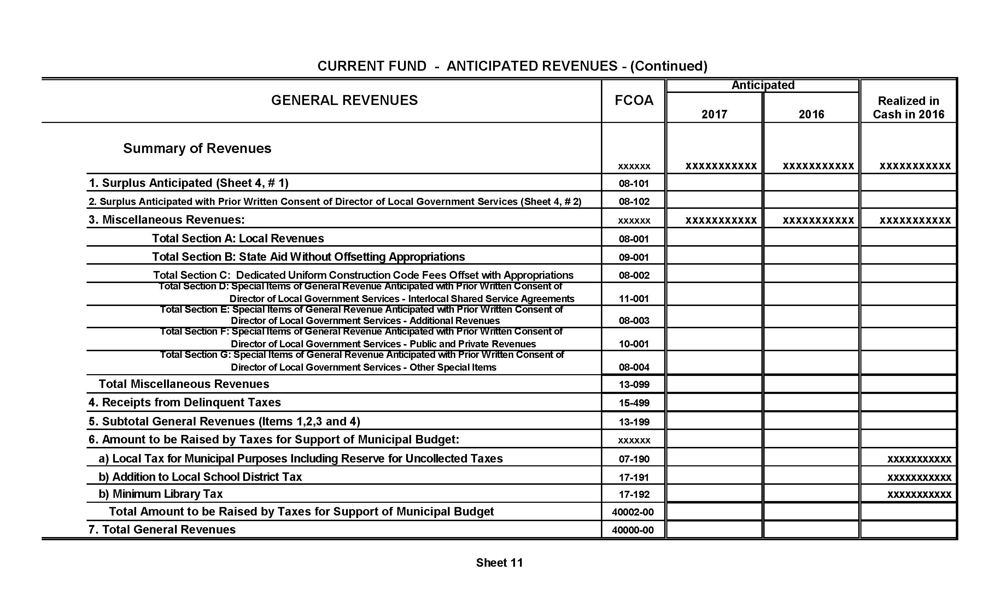 CURRENT FUND - ANTICIPATED REVENUES - (Continued)
GENERAL REVENUES FCOA Anticipated Realized in
2017 2016 Cash in 2016
Summary of Revenues
xxxxxx xxxxxxxxxxx xxxxxxxxxxx xxxxxxxxxxx
1. Surplus Anticipated (Sheet 4, # 1) 08-101
2. Surplus Anticipated with Prior Written Consent of Director of Local Government Services (Sheet 4, # 2) 08-102
3. Miscellaneous Revenues: xxxxxx xxxxxxxxxxx xxxxxxxxxxx xxxxxxxxxxx
Total Section A: Local Revenues 08-001
Total Section B: State Aid Without Offsetting Appropriations 09-001
Total Section C: Dedicated Uniform Construction Code Fees Offset with Appropriations 08-002
Total Section D: Special Items of General Revenue Anticipated with Prior Written Consent of
Director of Local Government Services - Interlocal Shared Service Agreements 11-001
Total Section E: Special Items of General Revenue Anticipated with Prior Written Consent of
Director of Local Government Services - Additional Revenues 08-003
Total Section F: Special Items of General Revenue Anticipated with Prior Written Consent of
Director of Local Government Services - Public and Private Revenues 10-001
Total Section G: Special Items of General Revenue Anticipated with Prior Written Consent of
Director of Local Government Services - Other Special Items 08-004
Total Miscellaneous Revenues 13-099
4. Receipts from Delinquent Taxes 15-499
5. Subtotal General Revenues (Items 1,2,3 and 4) 13-199
6. Amount to be Raised by Taxes for Support of Municipal Budget: xxxxxx
a) Local Tax for Municipal Purposes Including Reserve for Uncollected Taxes 07-190 xxxxxxxxxxx
b) Addition to Local School District Tax 17-191 xxxxxxxxxxx
b) Minimum Library Tax 17-192 xxxxxxxxxxx
Total Amount to be Raised by Taxes for Support of Municipal Budget 40002-00
7. Total General Revenues 40000-00
Sheet 11